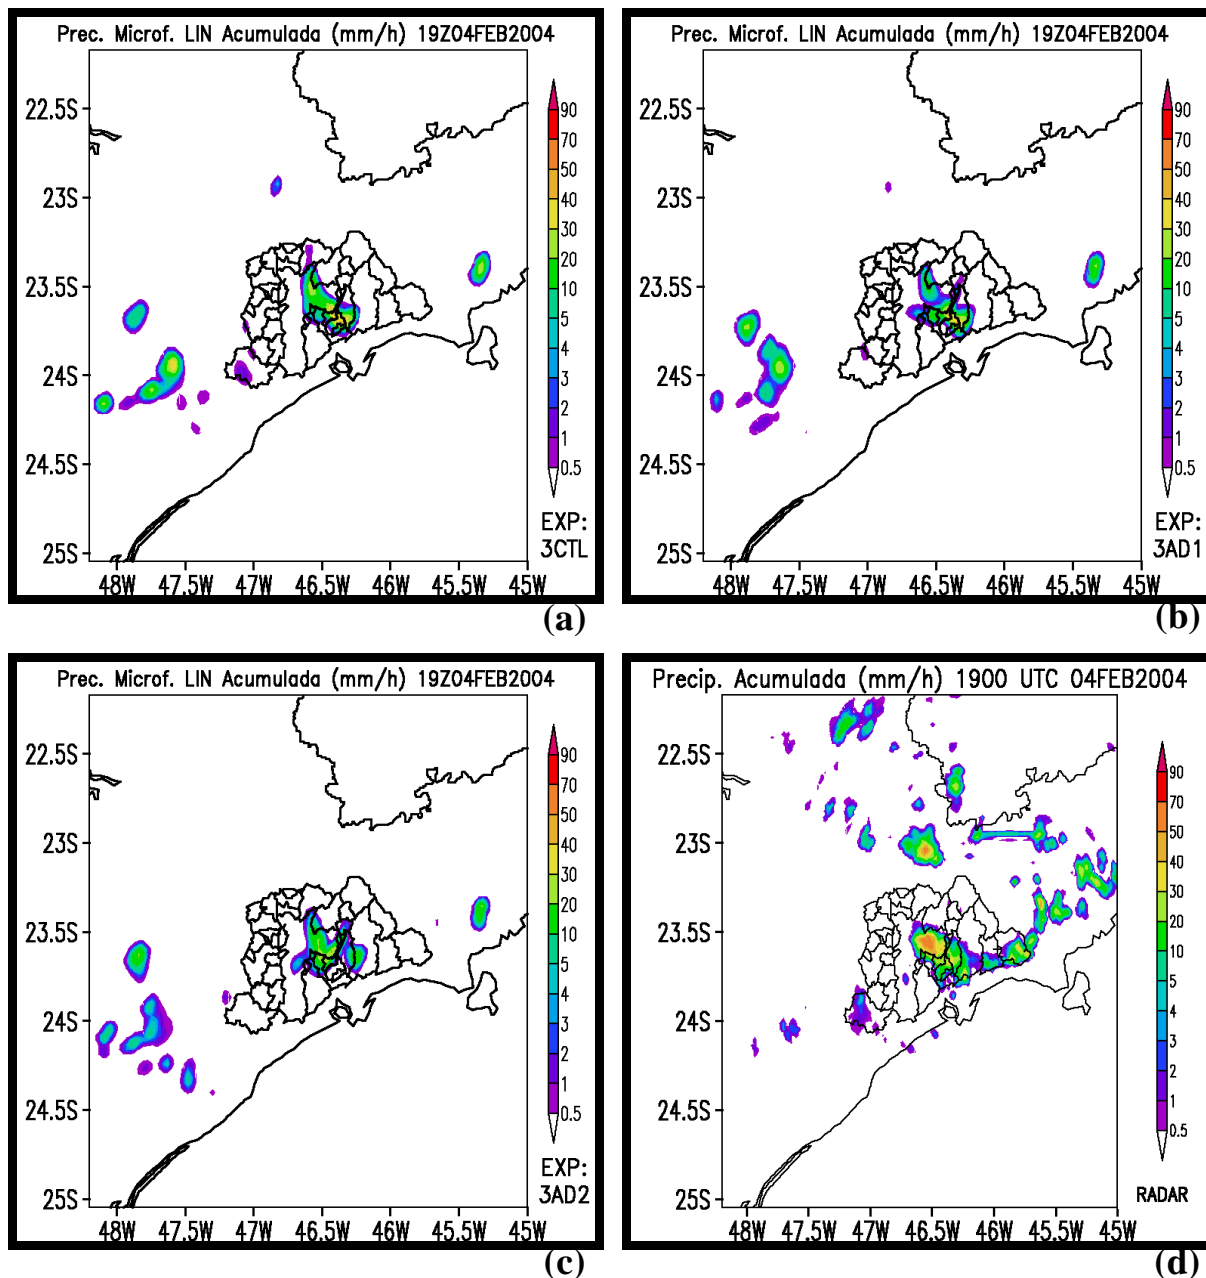 Prec. Microf. LIN Acumulada (mm/h) 19Z04FEB2004
22.5S
23S
23.5S
24S
24.5S
25S
48W 47.5W 47W 46.5W 46W 45.5W 45W
90
70
50
40
30
20
10
5
4
3
2
1
0.5
EXP:
3CTL
(a)
Prec. Microf. LIN Acumulada (mm/h) 19Z04FEB2004
22.5S
23S
23.5S
24S
24.5S
25S
48W 47.5W 47W 46.5W 46W 45.5W 45W
90
70
50
40
30
20
10
5
4
3
2
1
0.5
EXP:
3AD1
(b)
Prec. Microf. LIN Acumulada (mm/h) 19Z04FEB2004
22.5S
23S
23.5S
24S
24.5S
25S
48W 47.5W 47W 46.5W 46W 45.5W 45W
90
70
50
40
30
20
10
5
4
3
2
1
0.5
EXP:
3AD2
(c)
Precip. Acumulada (mm/h) 1900 UTC 04FEB2004
22.5S
23S
23.5S
24S
24.5S
25S
48W 47.5W 47W 46.5W 46W 45.5W 45W
90
70
50
40
30
20
10
5
4
3
2
1
0.5
RADAR
(d)